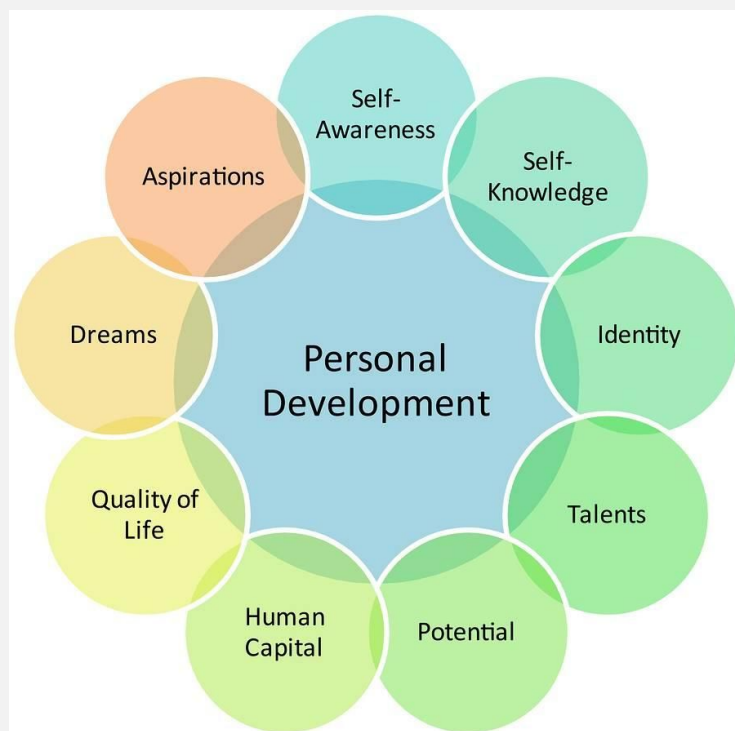 Self-
Awareness
Self-
Knowledge
Identity
Talents
Potential
Human
Capital
Quality of
Life
Dreams
Aspirations
Personal
Development